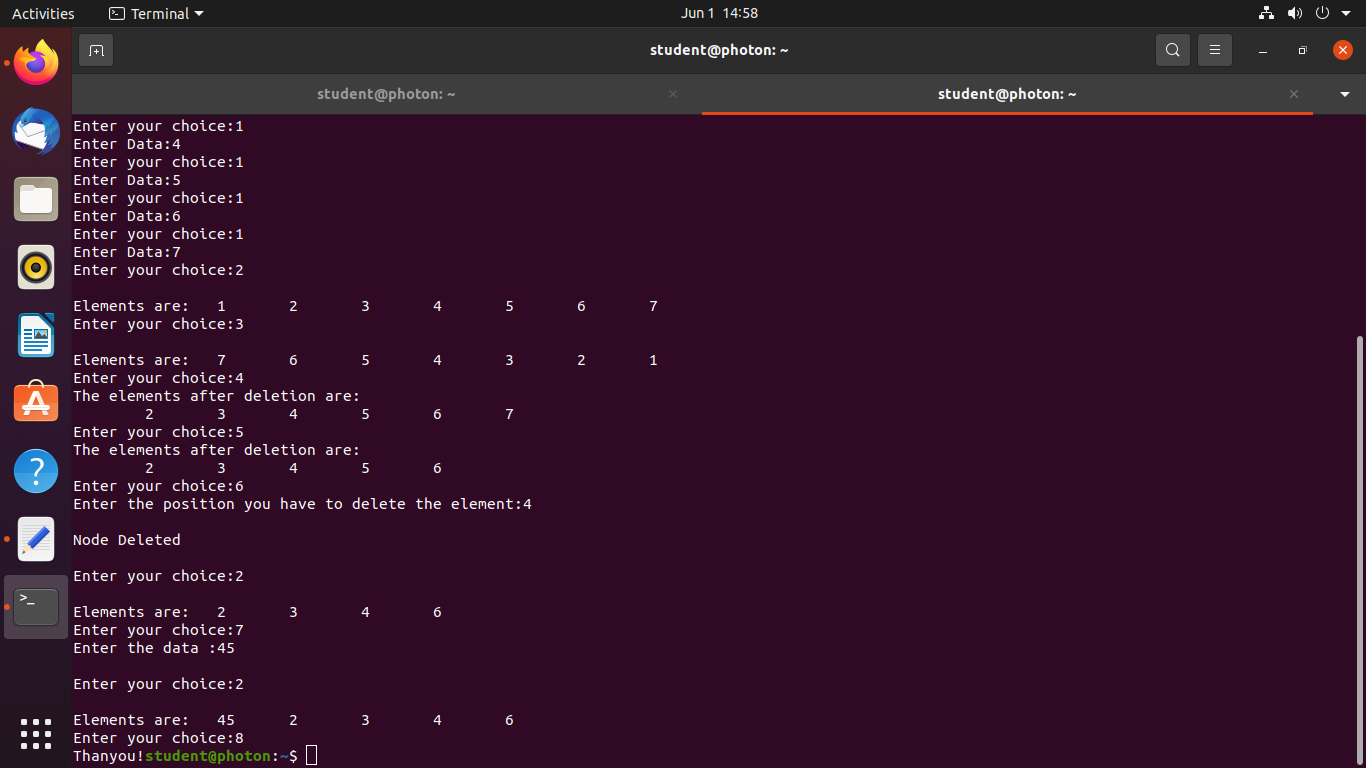 Activities Terminal Jun 1 14:58
student@photon: ~
student@photon: ~ student@photon: ~
Enter your choice:1
Enter Data:4
Enter your choice:1
Enter Data:5
Enter your choice:1
Enter Data:6
Enter your choice:1
Enter Data:7
Enter your choice:2
Elements are: 1 2 3 4 5 6 7
Enter your choice:3
Elements are: 7 6 5 4 3 2 1
Enter your choice:4
The elements after deletion are:
2 3 4 5 6 7
Enter your choice:5
The elements after deletion are:
2 3 4 5 6
Enter your choice:6
Enter the position you have to delete the element:4
Node Deleted
Enter your choice:2
Elements are: 2 3 4 6
Enter your choice:7
Enter the data :45
Enter your choice:2
Elements are: 45 2 3 4 6
Enter your choice:8
Thanyou!student@photon:~$